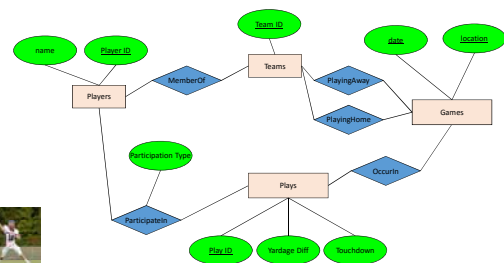 Team ID
name
Player ID
date
location
Teams
MemberOf
PlayingAway
Players
PlayingHome
Games
Participation Type
OccurIn
Plays
ParticipateIn
Play ID
Yardage Diff
Touchdown